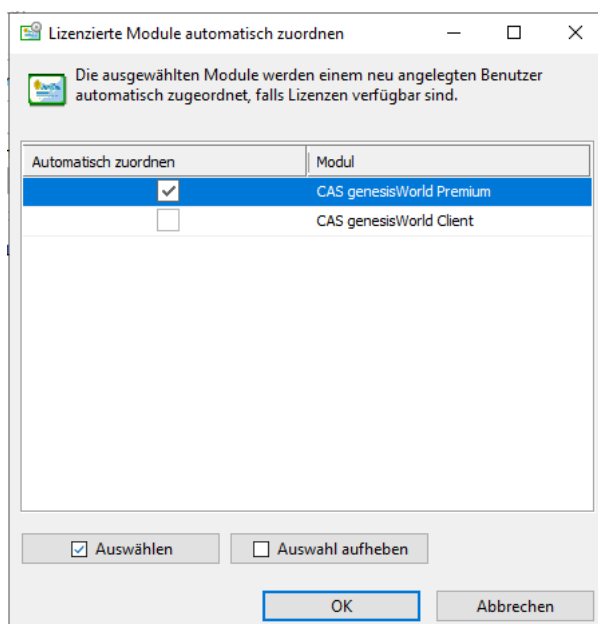 Lizenzierte Module automatisch zuordnen
Die ausgewählten Module werden einem neu angelegten Benutzer
automatisch zugeordnet, falls Lizenzen verfügbar sind.
Automatisch zuordnen Modul
CAS genesisWorld Premium
CAS genesisWorld Client
Auswählen Auswahl aufheben
OK Abbrechen